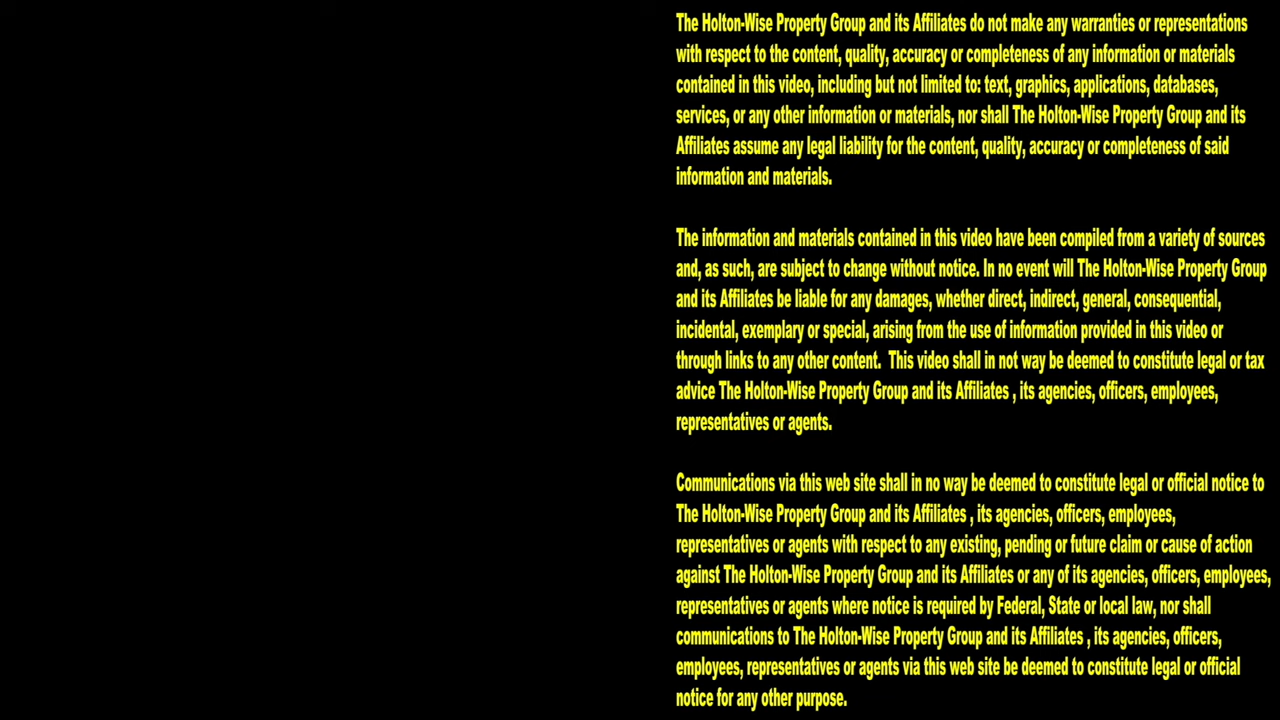 The Holton-Wise Property Group and its Affiliates do not make any warranties or representations
with respect to the content, quality, accuracy or completeness of any information or materials
contained in this video, including but not limited to: text, graphics, applications, databases,
services, or any other information or materials, nor shall The Holton-Wise Property Group and its
Affiliates assume any legal liability for the content, quality, accuracy or completeness of said
information and materials.
The information and materials contained in this video have been compiled from a variety of sources
and, as such, are subject to change without notice. In no event will The Holton-Wise Property Group
and its Affiliates be liable for any damages, whether direct, indirect, general, consequential,
incidental, exemplary or special, arising from the use of information provided in this video or
through links to any other content.  This video shall in not way be deemed to constitute legal or tax
advice The Holton-Wise Property Group and its Affiliates , its agencies, officers, employees,
representatives or agents.
Communications via this web site shall in no way be deemed to constitute legal or official notice to
The Holton-Wise Property Group and its Affiliates , its agencies, officers, employees,
representatives or agents with respect to any existing, pending or future claim or cause of action
against The Holton-Wise Property Group and its Affiliates or any of its agencies, officers, employees,
representatives or agents where notice is required by Federal, State or local law, nor shall
communications to The Holton-Wise Property Group and its Affiliates , its agencies, officers,
employees, representatives or agents via this web site be deemed to constitute legal or official
notice for any other purpose.